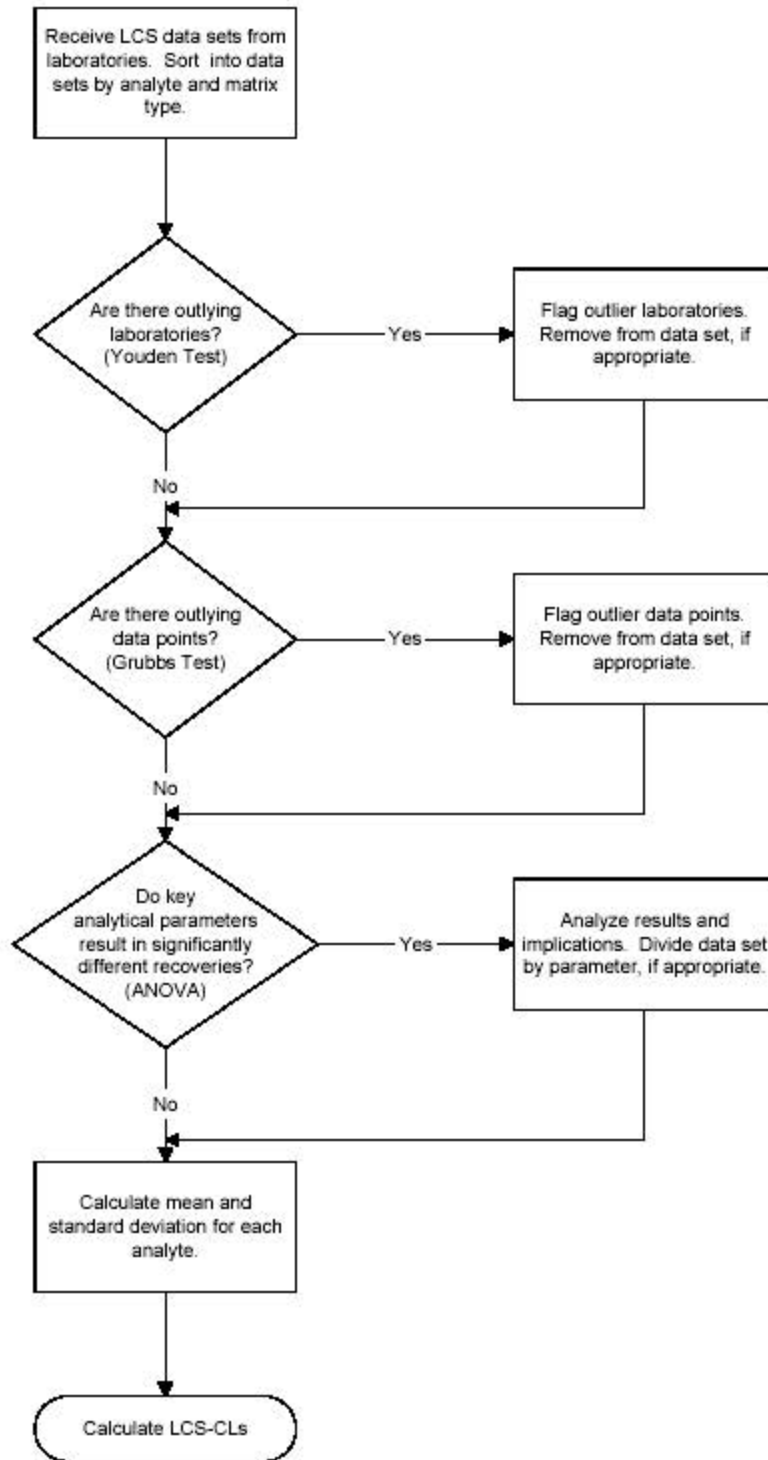 Receive LCS data sets from
laboratories. Sort into data
sets by analyte and matrix
type.
Are there outlying
laboratories?
(Youden Test)
Yes
Flag outlier laboratories.
Remove from data set, if
appropriate.
No
Are there outlying
data points?
(Grubbs Test)
Yes
Flag outlier data points.
Remove from data set, if
appropriate.
No
Do key
analytical parameters
result in significantly
different recoveries?
(ANOVA)
Yes
Analyze results and
implications. Divide data set
by parameter, if appropriate.
No
Calculate mean and
standard deviation for each
analyte.
Calculate LCS-CLs